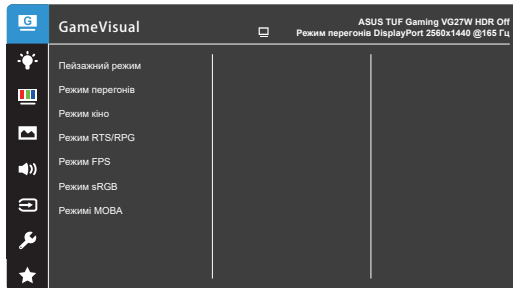 G
GameVisual
ASUS TUF Gaming VG27W HDR Off
Режим перегонів DisplayPort 2560x1440 @165 Гц
Пейзажний режим
Режим перегонів
Режим кіно
Режим RTS/RPG
Режим FPS
Режим sRGB
Режимі MOBA